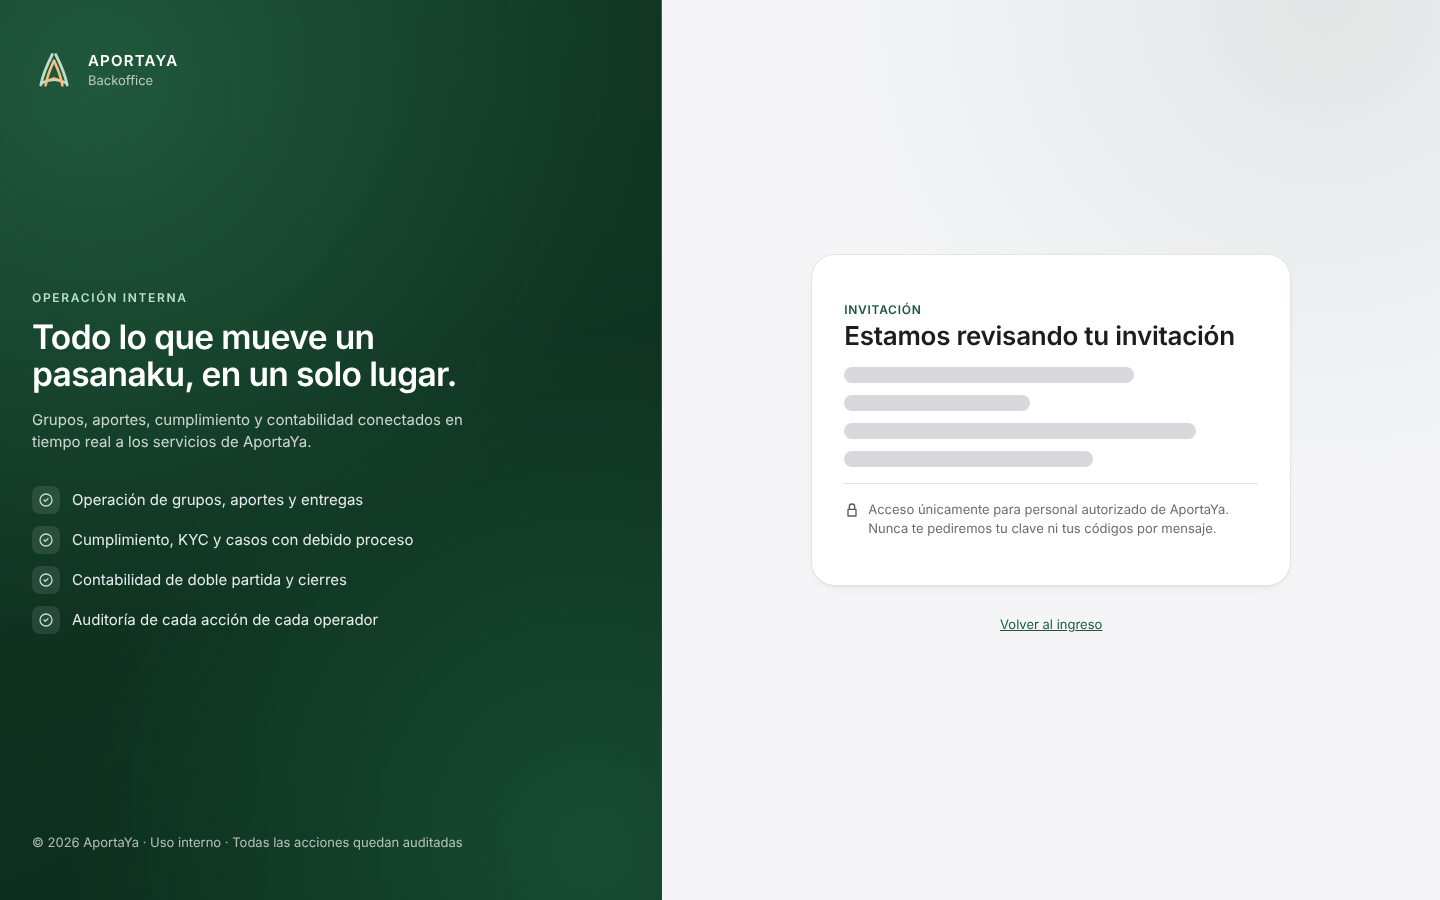 APORTAYA
Backoffice
OPERACIÓN INTERNA
Todo lo que mueve un
pasanaku, en un solo lugar.
Grupos, aportes, cumplimiento y contabilidad conectados en
tiempo real a los servicios de AportaYa.
Operación de grupos, aportes y entregas
Cumplimiento, KYC y casos con debido proceso
Contabilidad de doble partida y cierres
Auditoría de cada acción de cada operador
© 2026 AportaYa · Uso interno · Todas las acciones quedan auditadas
INVITACIÓN
Estamos revisando tu invitación
Acceso únicamente para personal autorizado de AportaYa.
Nunca te pediremos tu clave ni tus códigos por mensaje.
Volver al ingreso